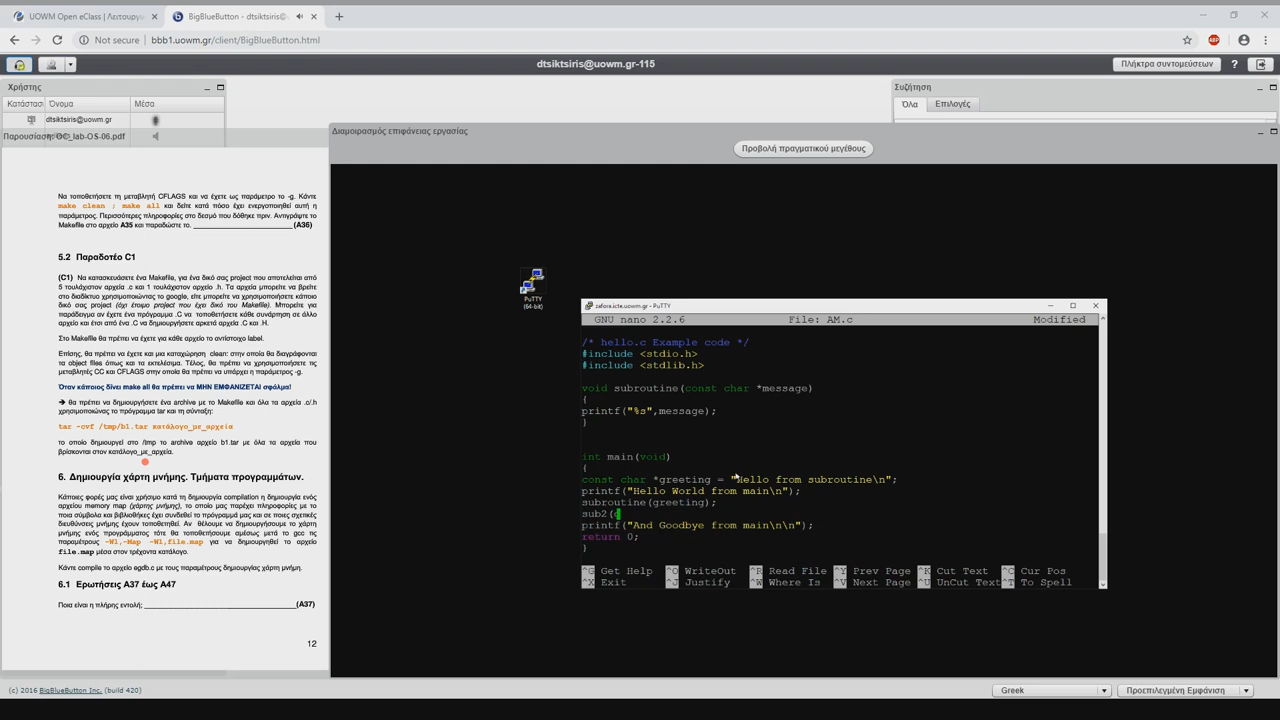 UOWM Open eClass | Λειτουργι
BigBlueButton - dtsiktsiris@
Not secure
bbb1.uowm.gr/client/BigBlueButton.html
ABP
dtsiktsiris@uowm.gr-115
Πλήκτρα συντομεύσεων
?
Χρήστης
Κατάστασι
Όνομα
Μέσα
dtsiktsiris@uowm.gr
Συζήτηση
Όλα
Επιλογές
Παρουσίαση: OC_lab-OS-06.pdf
Διαμοιρασμός επιφάνειας εργασίας
Προβολή πραγματικού μεγέθους
Να τοποθετήσετε τη μεταβλητή CFLAGS και να έχετε ως παράμετρο το -g. Κάντε
make clean ; make all και δείτε κατά πόσο έχει ενεργοποιηθεί αυτή η
παράμετρος. Περισσότερες πληροφορίες στο δεσμό που δόθηκε πριν. Αντιγράψτε το
Makefile στο αρχείο A35 και παραδώστε το. (A36)
5.2 Παραδοτέο C1
(C1) Να κατασκευάσετε ένα Makefile, για ένα δικό σας project που αποτελείται από
5 τουλάχιστον αρχεία .c και 1 τουλάχιστον αρχείο .h. Τα αρχεία μπορείτε να βρείτε
στο διαδίκτυο χρησιμοποιώντας το google, είτε μπορείτε να χρησιμοποιήσετε κάποιο
δικό σας project (όχι έτοιμο project που έχει δικό του Makefile). Μπορείτε για
παράδειγμα αν έχετε ένα πρόγραμμα .C να τοποθετήσετε κάθε συνάρτηση σε άλλο
αρχείο και έτσι από ένα .C να δημιουργήσετε αρκετά αρχεία .C και .H.
Στο Makefile θα πρέπει να έχετε για κάθε αρχείο το αντίστοιχο label.
Επίσης, θα πρέπει να έχετε και μια καταχώρηση clean: στην οποία θα διαγράφονται
τα object files όπως και τα εκτελέσιμα. Τέλος, θα πρέπει να χρησιμοποιήσετε τις
μεταβλητές CC και CFLAGS στην οποία θα πρέπει να υπάρχει η παράμετρος -g.
Όταν κάποιος δίνει make all θα πρέπει να ΜΗΝ ΕΜΦΑΝΙΖΕΤΑΙ σφάλμα!
➔ θα πρέπει να δημιουργήσετε ένα archive με το Makefile και όλα τα αρχεία .c/.h
χρησιμοποιώνας το πρόγραμμα tar και τη σύνταξη:
tar -cvf /tmp/b1.tar κατάλογο_με_αρχεία
το οποίο δημιουργεί στο /tmp το archive αρχείο b1.tar με όλα τα αρχεία που
βρίσκονται στον κατάλογο_με_αρχεία.
6. Δημιουργία χάρτη μνήμης. Τμήματα προγραμμάτων.
Κάποιες φορές μας είναι χρήσιμο κατά τη δημιουργία compilation η δημιουργία ενός
αρχείου memory map (χάρτης μνήμης), το οποίο μας παρέχει πληροφορίες με το
ποια σύμβολα και βιβλιοθήκες έχουν συνδεθεί το πρόγραμμά μας και σε ποιες σχετικές
διευθύνσεις μνήμης έχουν τοποθετηθεί. Αν θέλουμε να δημιουργήσουμε το χάρτη
μνήμης ενός προγράμματος τότε θα τοποθετήσουμε αμέσως μετά το gcc τις
παραμέτρους -Wl,-Map -Wl,file.map για να δημιουργηθεί το αρχείο
file.map μέσα στον τρέχοντα κατάλογο.
Κάντε compile το αρχείο egdb.c με τους παραμέτρους δημιουργίας χάρτη μνήμη.
6.1 Ερωτήσεις A37 έως A47
Ποια είναι η πλήρης εντολή; (A37)
12
PuTTY
(64-bit)
zafora.icte.uowm.gr - PuTTY
GNU nano 2.2.6 File: AM.c Modified
/* hello.c Example code */
#include <stdio.h>
#include <stdlib.h>
void subroutine(const char *message)
{
printf("%s",message);
}
int main(void)
{
const char *greeting = "Hello from subroutine\n";
printf("Hello World from main\n");
subroutine(greeting);
sub2(
printf("And Goodbye from main\n\n");
return 0;
}
^G Get Help ^O WriteOut ^R Read File ^Y Prev Page ^K Cut Text ^C Cur Pos
^X Exit ^J Justify ^W Where Is ^V Next Page ^U UnCut Text ^T To Spell
(c) 2016 BigBlueButton Inc. (build 420)
Greek
Προεπιλεγμένη Εμφάνιση